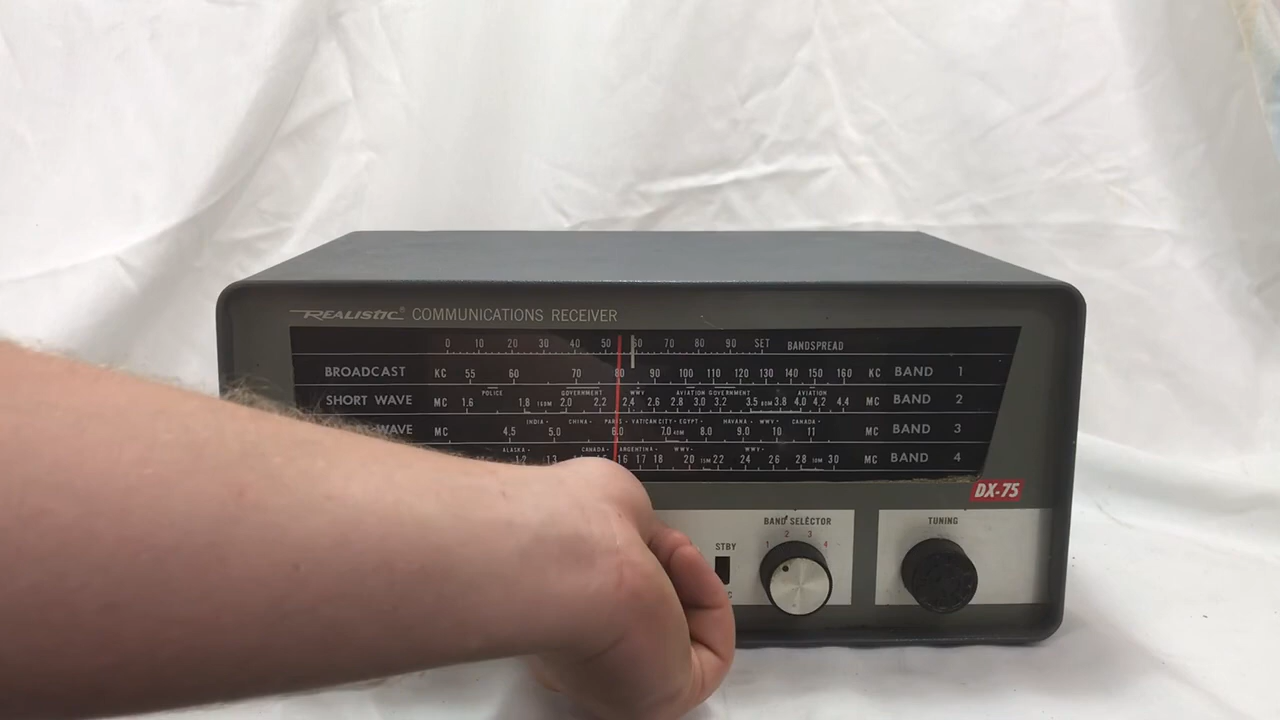 REALISTIC® COMMUNICATIONS RECEIVER
0 10 20 30 40 50 60 70 80 90 SET BANDSPREAD
BROADCAST KC 55 60 70 80 90 100 110 120 130 140 150 160 KC BAND 1
POLICE GOVERNMENT WWV AVIATION GOVERNMENT AVIATION
SHORT WAVE MC 1.6 1.8 160M 2.0 2.2 2.4 2.6 2.8 3.0 3.2 3.5 80M 3.8 4.0 4.2 4.4 MC BAND 2
INDIA • CHINA • PARIS • VATICAN CITY • EGYPT • HAVANA • WWV • CANADA •
WAVE MC 4.5 5.0 6.0 7.0 40M 8.0 9.0 10 11 MC BAND 3
ALASKA • CANADA • ARGENTINA • WWV • WWV •
12 13 16 17 18 20 15M 22 24 26 28 10M 30 MC BAND 4
DX-75
BAND SELECTOR
TUNING
1 2 3 4
STBY